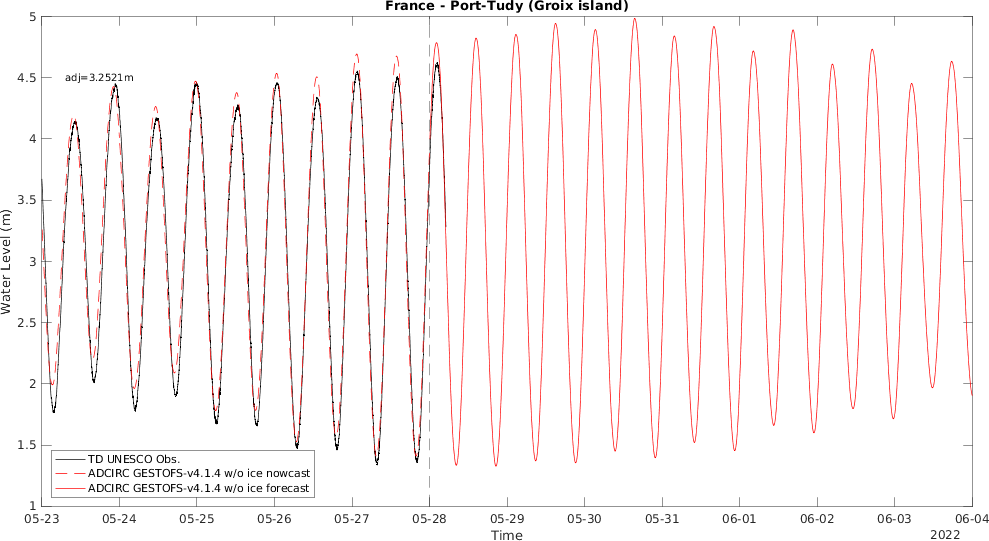 France - Port-Tudy (Groix island)
5
4.5
4
3.5
3
2.5
2
1.5
1
Water Level (m)
adj=3.2521m
TD UNESCO Obs.
ADCIRC GESTOFS-v4.1.4 w/o ice nowcast
ADCIRC GESTOFS-v4.1.4 w/o ice forecast
05-23 05-24 05-25 05-26 05-27 05-28 05-29 05-30 05-31 06-01 06-02 06-03 06-04
Time
2022